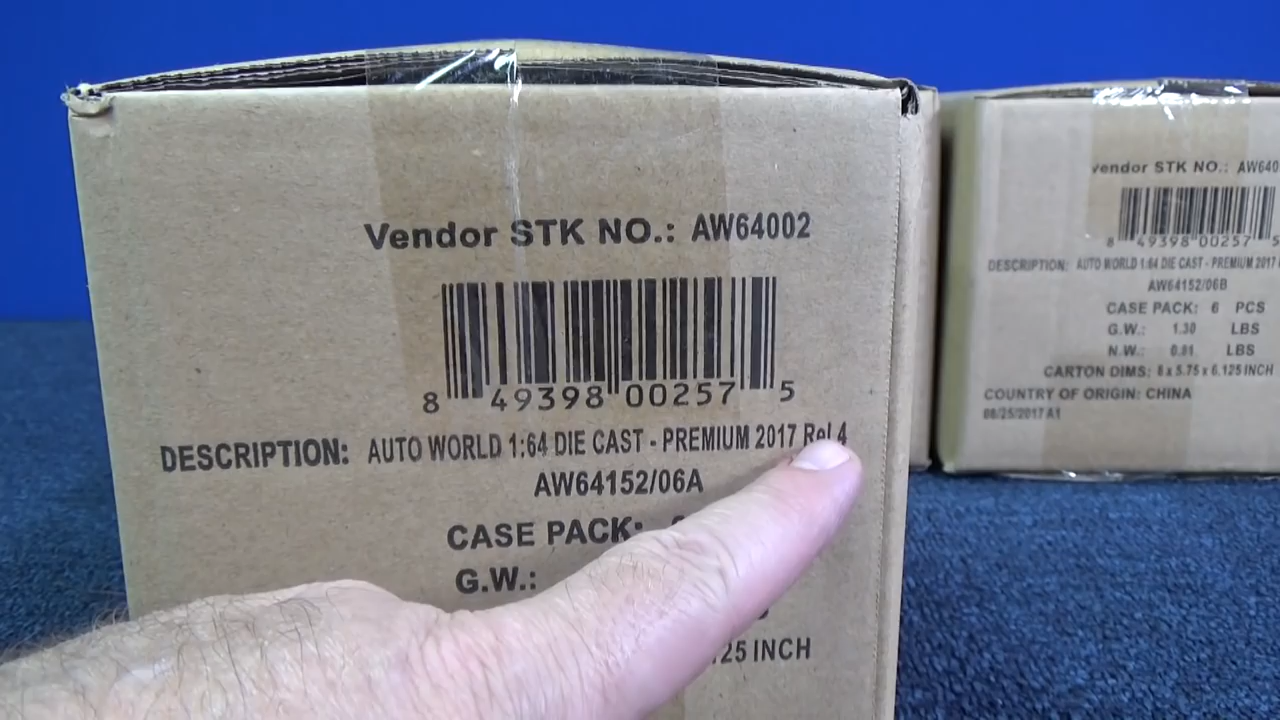 Vendor STK NO.: AW64002
8 49398 00257 5
DESCRIPTION: AUTO WORLD 1:64 DIE CAST - PREMIUM 2017 Rel 4
AW64152/06A
CASE PACK:
G.W.:
.25 INCH
Vendor STK NO.: AW640
8 49398 00257 5
DESCRIPTION: AUTO WORLD 1:64 DIE CAST - PREMIUM 2017
AW64152/06B
CASE PACK: 6 PCS
G.W.: 1.30 LBS
N.W.: 0.91 LBS
CARTON DIMS: 8 x 5.75 x 6.125 INCH
COUNTRY OF ORIGIN: CHINA
08/25/2017 A1